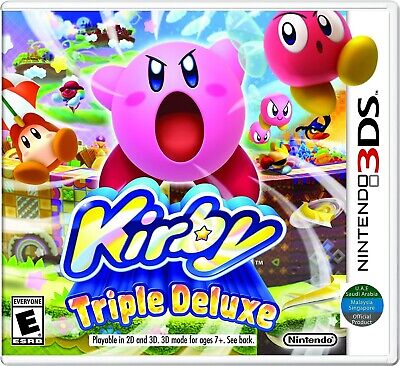 Kirby
TM
Triple Deluxe
EVERYONE
E
ESRB
Playable in 2D and 3D. 3D mode for ages 7+. See back.
Nintendo
NINTENDO 3DS
U.A.E
Saudi Arabia
Malaysia
Singapore
Official
Product